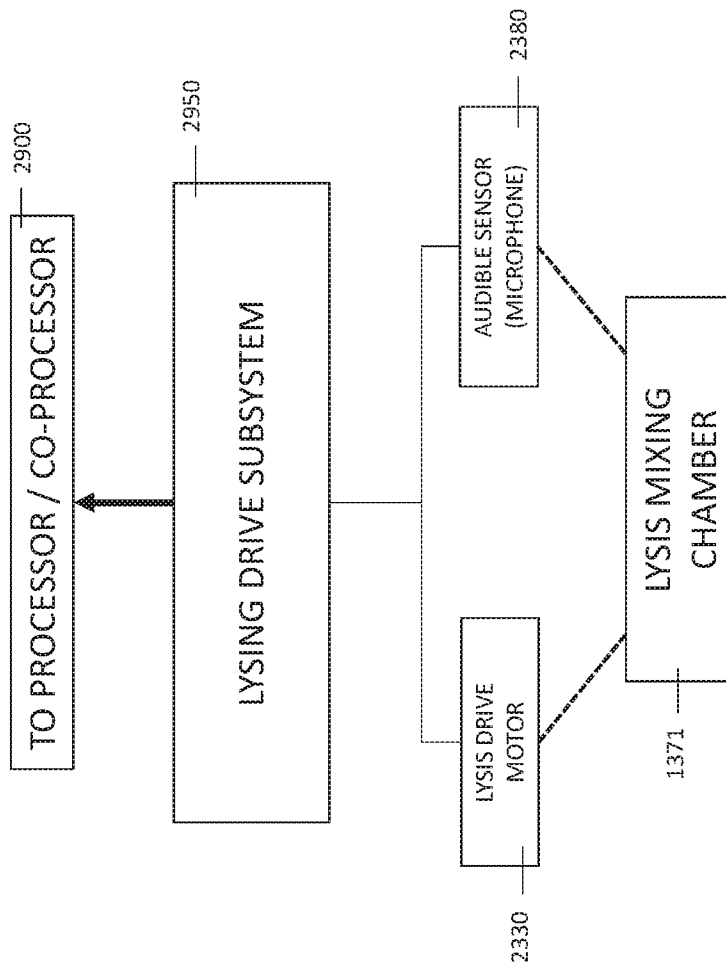 TO PROCESSOR / CO-PROCESSOR
2900
LYSING DRIVE SUBSYSTEM
2950
LYSIS DRIVE
MOTOR
2330
AUDIBLE SENSOR
(MICROPHONE)
2380
LYSIS MIXING
CHAMBER
1371